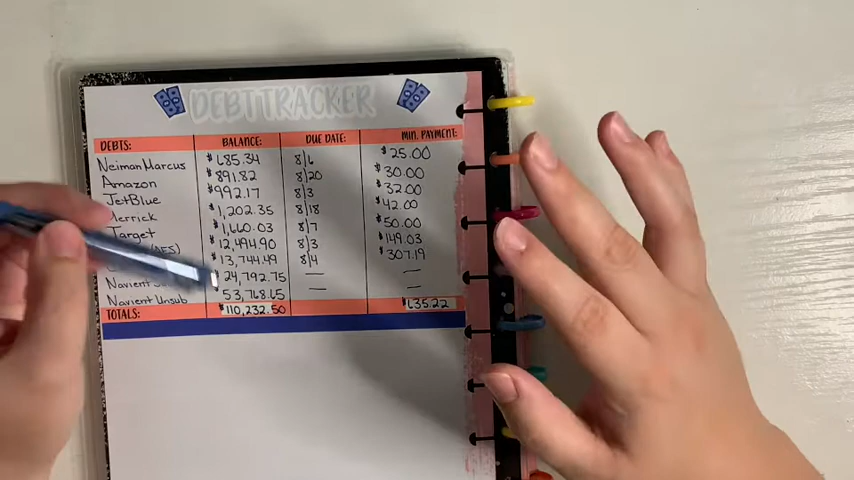 DEBT TRACKER
DEBTS: BALANCE: DUE DATE: MIN. PAYMENT:
Neiman Marcus $685.34 8/6 $25.00
Amazon $891.82 8/20 $30.00
JetBlue $992.17 8/3 $32.00
Merrick $1,202.35 8/18 $42.00
Target $1,660.03 8/7 $50.00
(AES) $12,494.90 8/3 $149.03
$13,744.49 8/4 $307.19
Navient $24,792.75 — —
Navient Unsub $53,768.65 — —
TOTALS: $110,232.50 $635.22